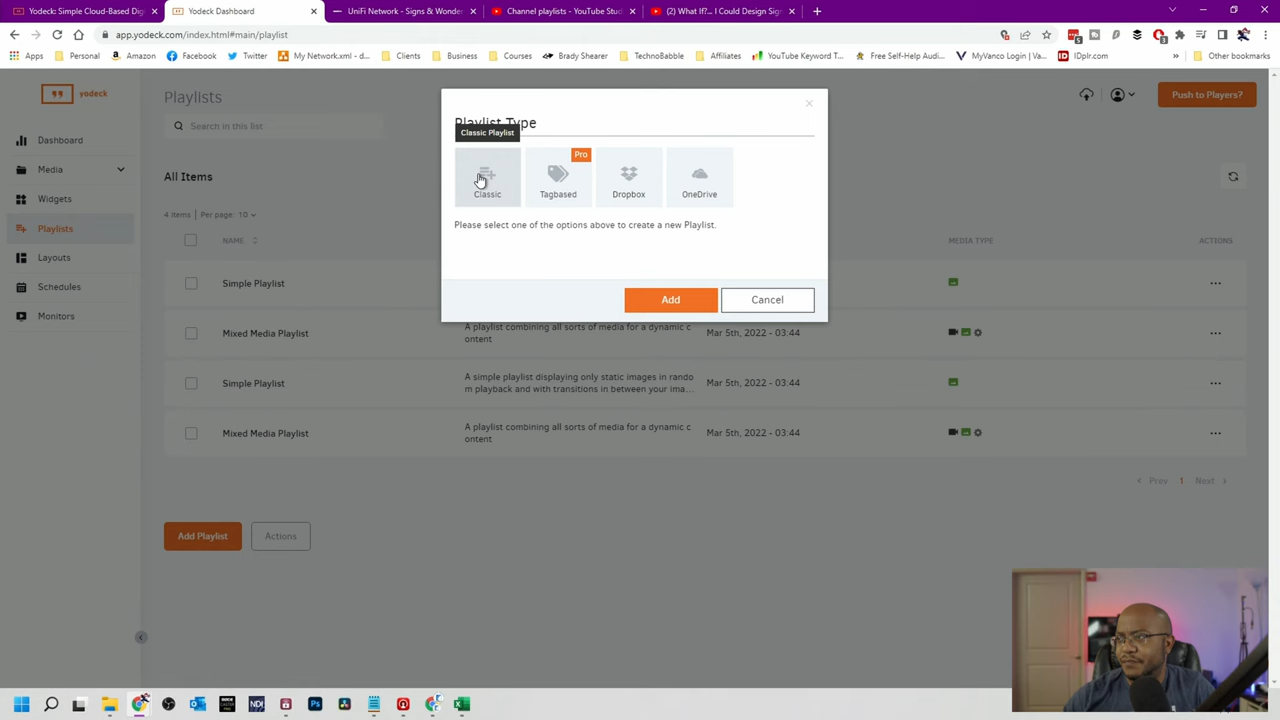 Yodeck: Simple Cloud-Based Digi
Yodeck Dashboard
UniFi Network - Signs & Wonder
Channel playlists - YouTube Stud
(2) What If?... I Could Design Sign
app.yodeck.com/index.html#main/playlist
Apps
Personal
Amazon
Facebook
Twitter
My Network.xml - d...
Clients
Business
Courses
Brady Shearer
TechnoBabble
Affiliates
YouTube Keyword T...
Free Self-Help Audi...
MyVanco Login | Va...
IDplr.com
»
Other bookmarks
yodeck
Dashboard
Media
Widgets
Playlists
Layouts
Schedules
Monitors
Playlists
Search in this list
Push to Players?
All Items
4 items
Per page: 10
NAME
MEDIA TYPE
ACTIONS
Simple Playlist
Mixed Media Playlist
A playlist combining all sorts of media for a dynamic c
ontent
Mar 5th, 2022 - 03:44
Simple Playlist
A simple playlist displaying only static images in rando
m playback and with transitions in between your ima...
Mar 5th, 2022 - 03:44
Mixed Media Playlist
A playlist combining all sorts of media for a dynamic c
ontent
Mar 5th, 2022 - 03:44
Prev
1
Next
Add Playlist
Actions
Playlist Type
Classic Playlist
Classic
Pro
Tagbased
Dropbox
OneDrive
Please select one of the options above to create a new Playlist.
Add
Cancel
NDI
Ps